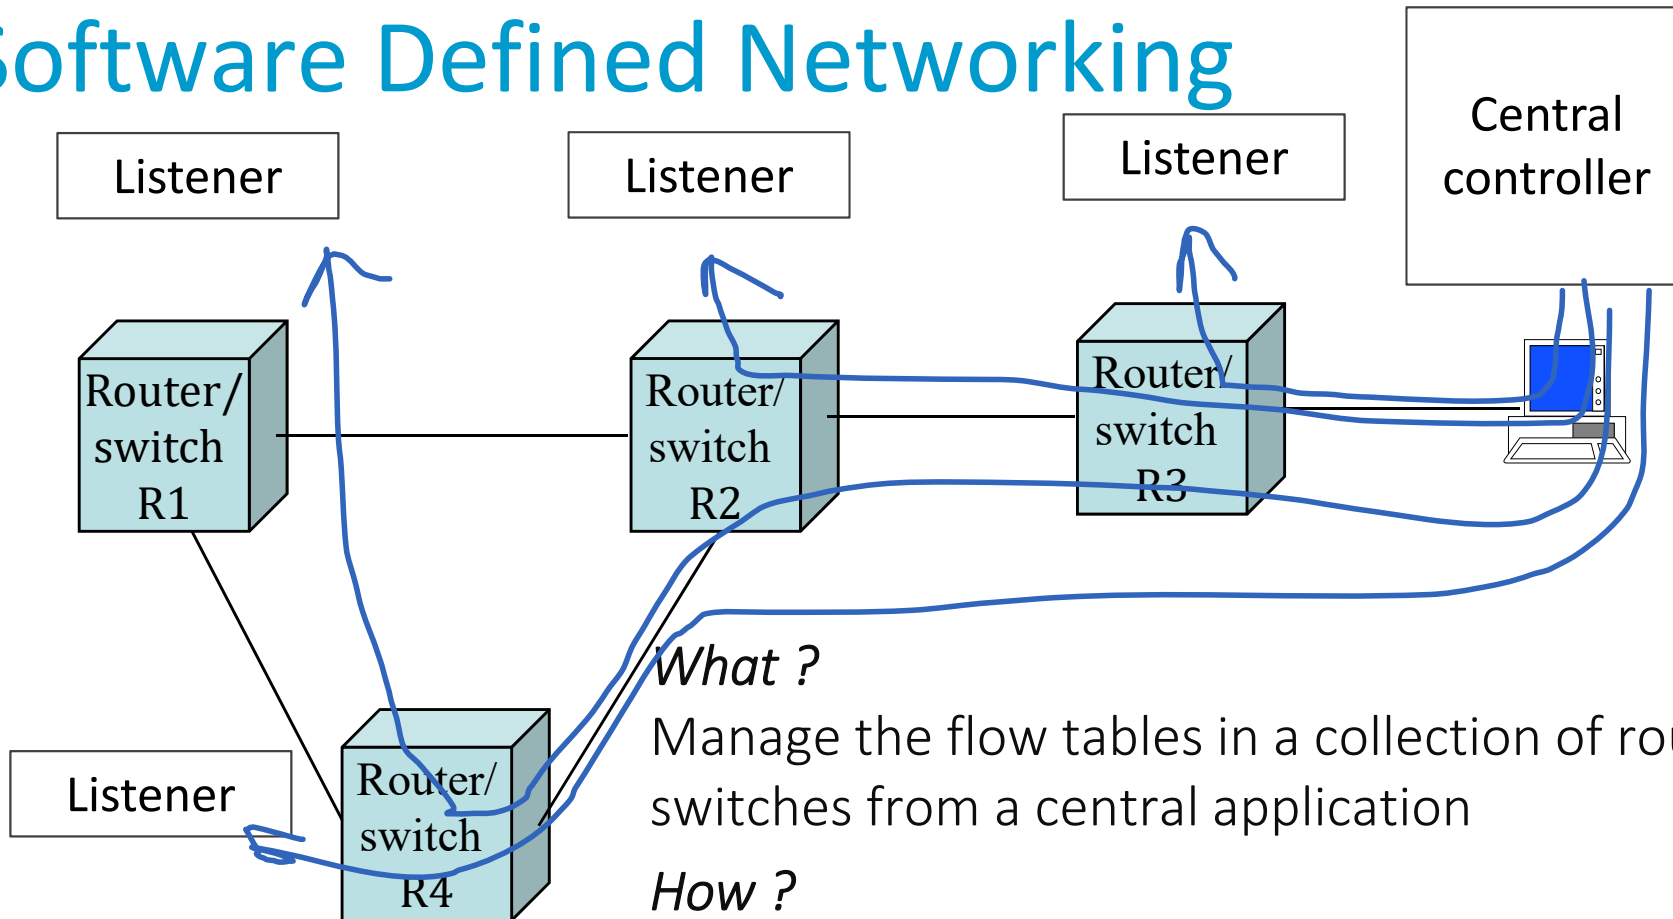 Software Defined Networking
Central
controller
Listener
Listener
Listener
Router/
switch
R1
Router/
switch
R2
Router/
switch
R3
What ?
Manage the flow tables in a collection of rou
switches from a central application
How ?
Listener
Router/
switch
R4